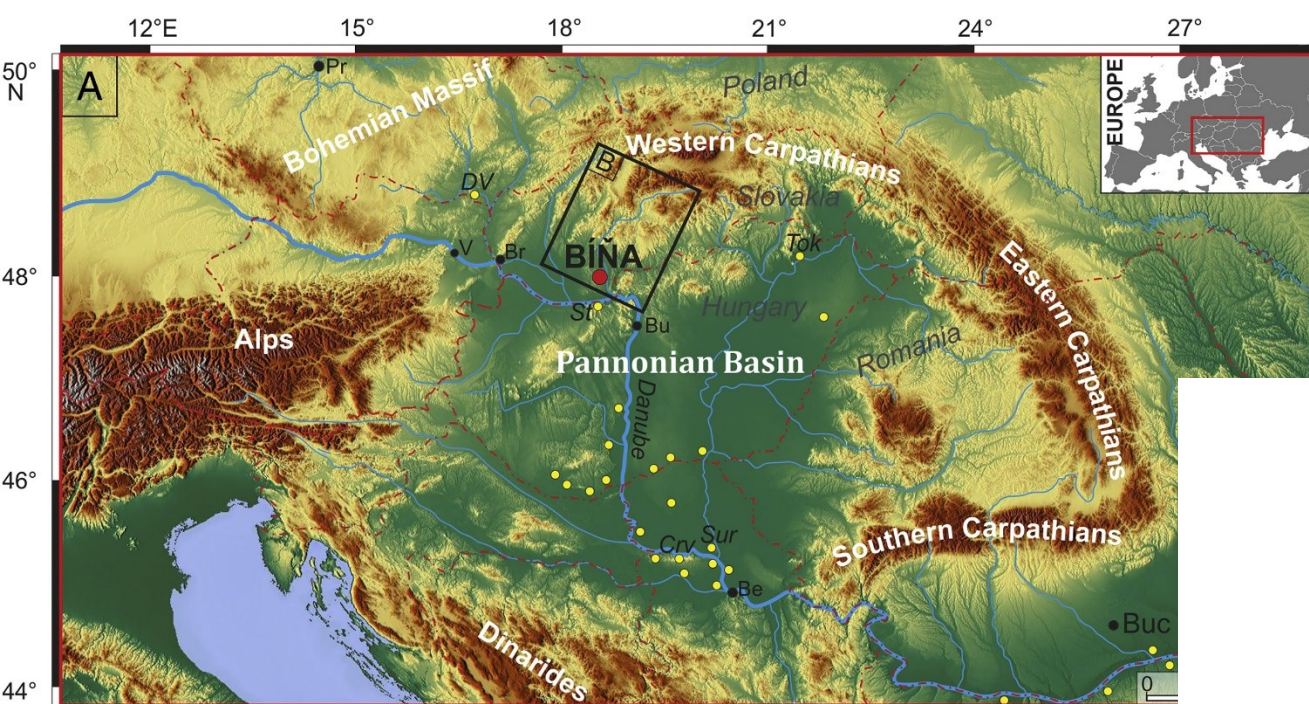 12°E 15° 18° 21° 24° 27°
50°
N
A
Pr
Bohemian Massif
Poland
EUROPE
Western Carpathians
B
DV
Slovakia
V
Br
BÍŇA
Tok
48°
St
Hungary
Bu
Eastern Carpathians
Alps
Pannonian Basin
Romania
Danube
46°
Crv
Sur
Southern Carpathians
Be
Buc
Dinarides
44°
0